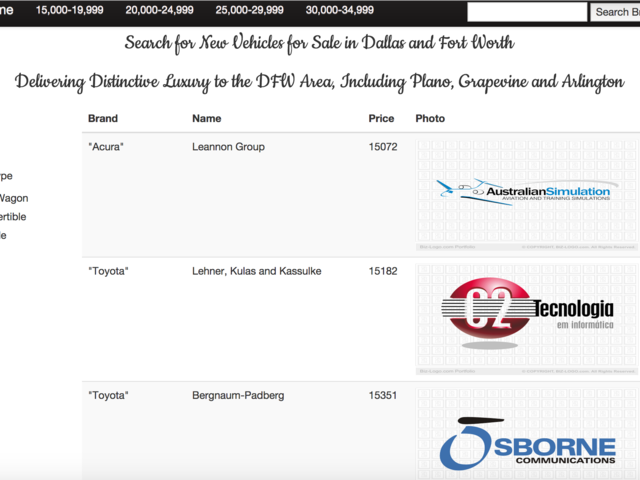 ne 15,000-19,999 20,000-24,999 25,000-29,999 30,000-34,999 Search Br
Search for New Vehicles for Sale in Dallas and Fort Worth
Delivering Distinctive Luxury to the DFW Area, Including Plano, Grapevine and Arlington
Brand Name Price Photo
"Acura" Leannon Group 15072
ype
Wagon
ertible
le
AustralianSimulation
AVIATION AND TRAINING SIMULATIONS
"Toyota" Lehner, Kulas and Kassulke 15182
C2 Tecnologia
em informática
"Toyota" Bergnaum-Padberg 15351
OSBORNE
COMMUNICATIONS